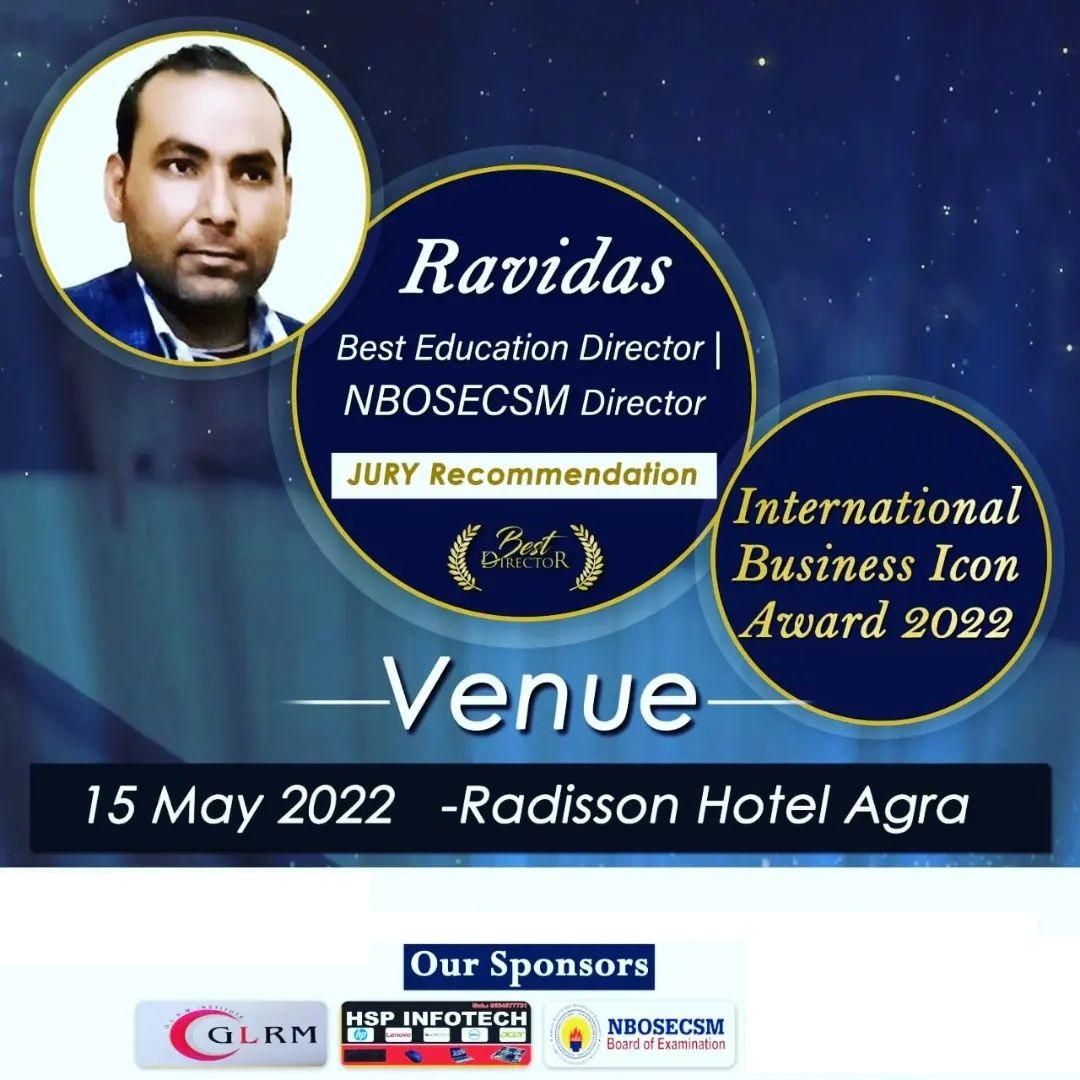 Ravidas
Best Education Director |
NBOSECSM Director
JURY Recommendation
Best
DIRECTOR
International
Business Icon
Award 2022
Venue
15 May 2022 -Radisson Hotel Agra
Our Sponsors
GLRM
HSP INFOTECH
hp Lenovo DELL acer
NBOSECSM
Board of Examination